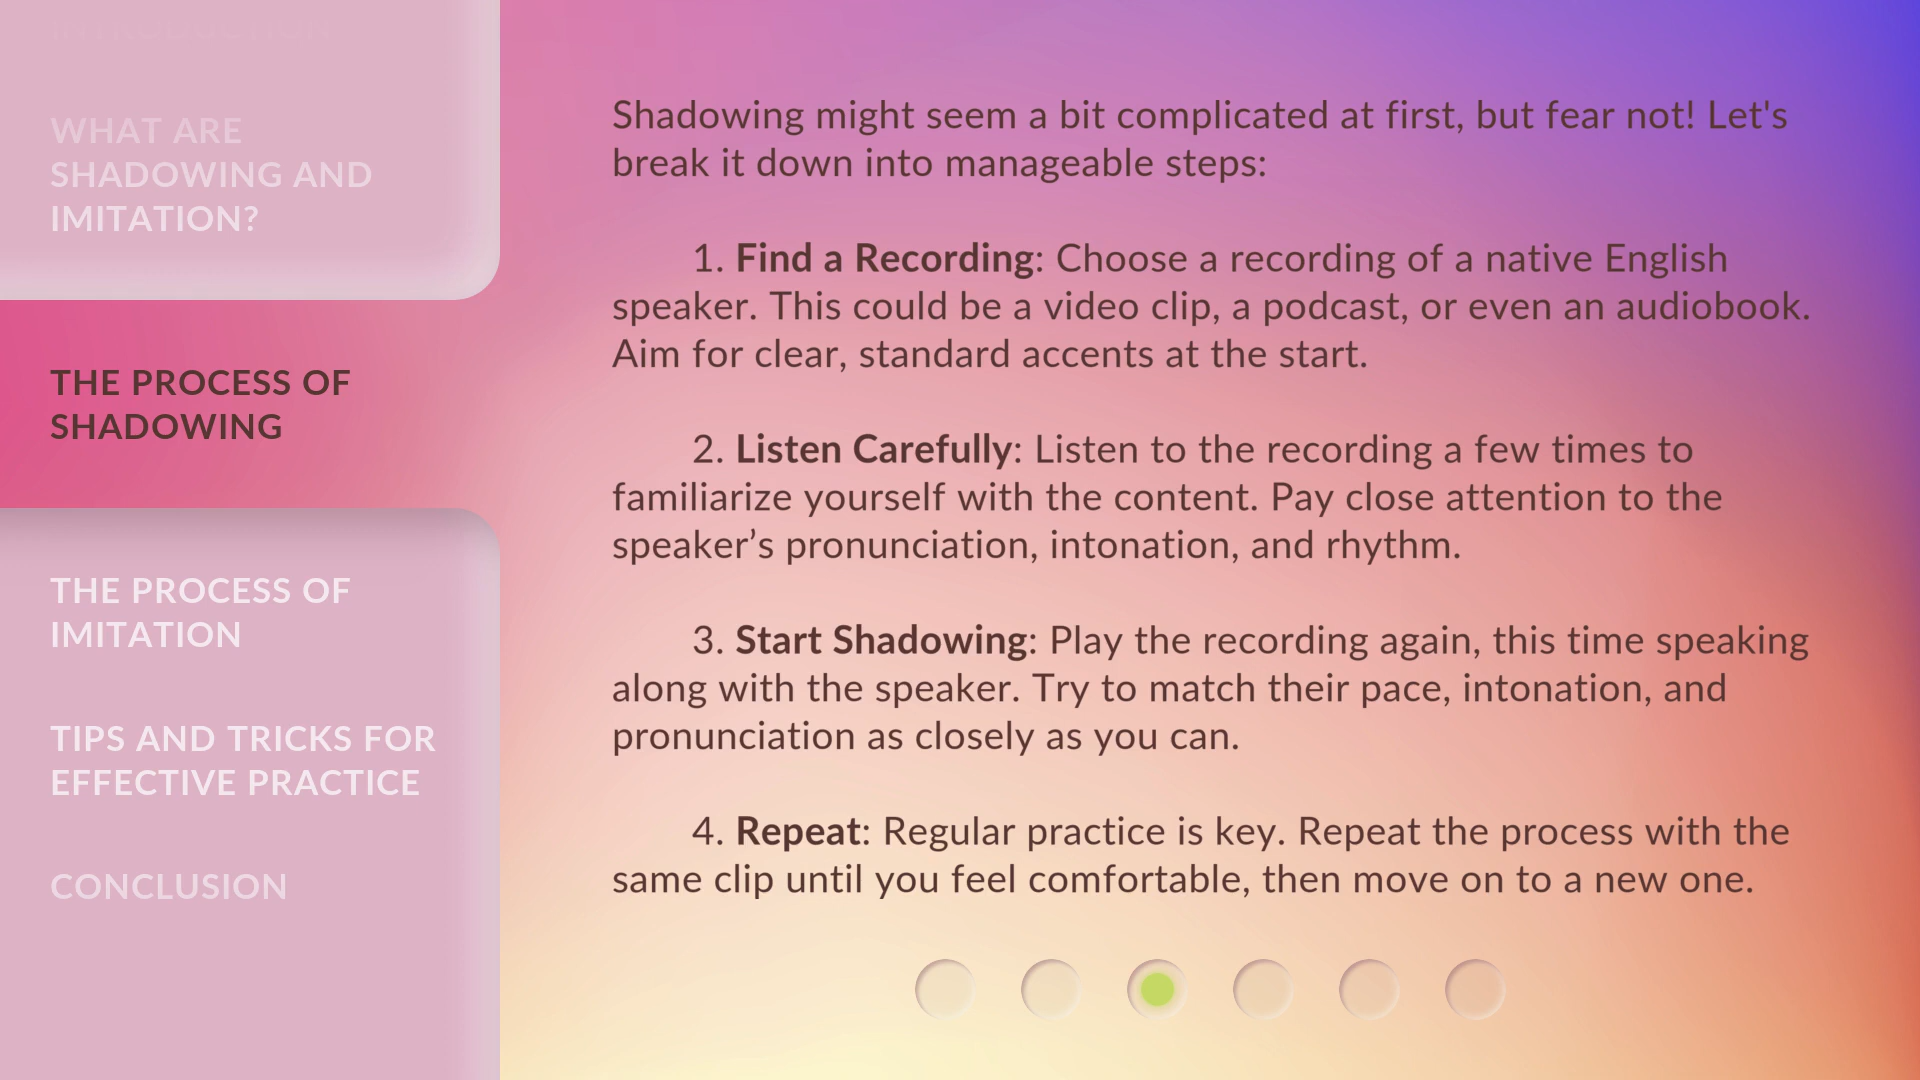 INTRODUCTION
WHAT ARE
SHADOWING AND
IMITATION?
THE PROCESS OF
SHADOWING
THE PROCESS OF
IMITATION
TIPS AND TRICKS FOR
EFFECTIVE PRACTICE
CONCLUSION
Shadowing might seem a bit complicated at first, but fear not! Let's
break it down into manageable steps:
1. Find a Recording: Choose a recording of a native English
speaker. This could be a video clip, a podcast, or even an audiobook.
Aim for clear, standard accents at the start.
2. Listen Carefully: Listen to the recording a few times to
familiarize yourself with the content. Pay close attention to the
speaker’s pronunciation, intonation, and rhythm.
3. Start Shadowing: Play the recording again, this time speaking
along with the speaker. Try to match their pace, intonation, and
pronunciation as closely as you can.
4. Repeat: Regular practice is key. Repeat the process with the
same clip until you feel comfortable, then move on to a new one.